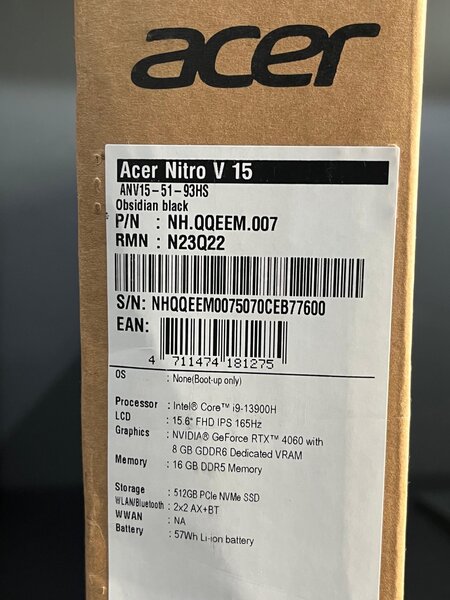 acer
Acer Nitro V 15
ANV15-51-93HS
Obsidian black
P/N : NH.QQEEM.007
RMN : N23Q22
S/N: NHQQEEM0075070CEB77600
EAN:
4 711474 181275
OS : None(Boot-up only)
Processor : Intel® Core™ i9-13900H
LCD : 15.6" FHD IPS 165Hz
Graphics : NVIDIA® GeForce RTX™ 4060 with
8 GB GDDR6 Dedicated VRAM
Memory : 16 GB DDR5 Memory
Storage : 512GB PCIe NVMe SSD
WLAN/Bluetooth : 2x2 AX+BT
WWAN : NA
Battery : 57Wh Li-ion battery